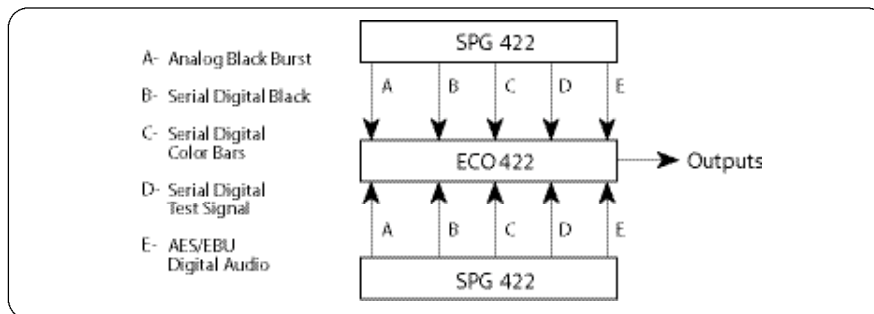 SPG 422
A- Analog Black Burst
B- Serial Digital Black
C- Serial Digital
Color Bars
D- Serial Digital
Test Signal
E- AES/EBU
Digital Audio
A B C D E
ECO 422
Outputs
A B C D E
SPG 422